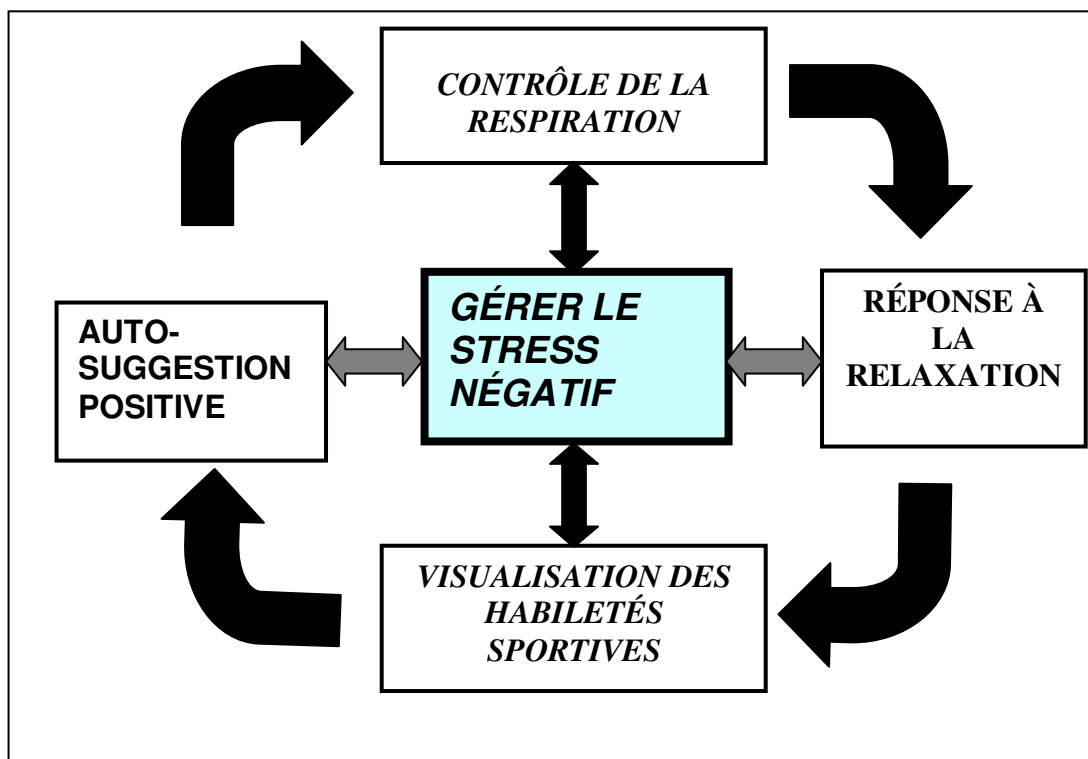 CONTRÔLE DE LA
RESPIRATION
GÉRER LE
STRESS
NÉGATIF
RÉPONSE À
LA
RELAXATION
AUTO-
SUGGESTION
POSITIVE
VISUALISATION DES
HABILETÉS
SPORTIVES